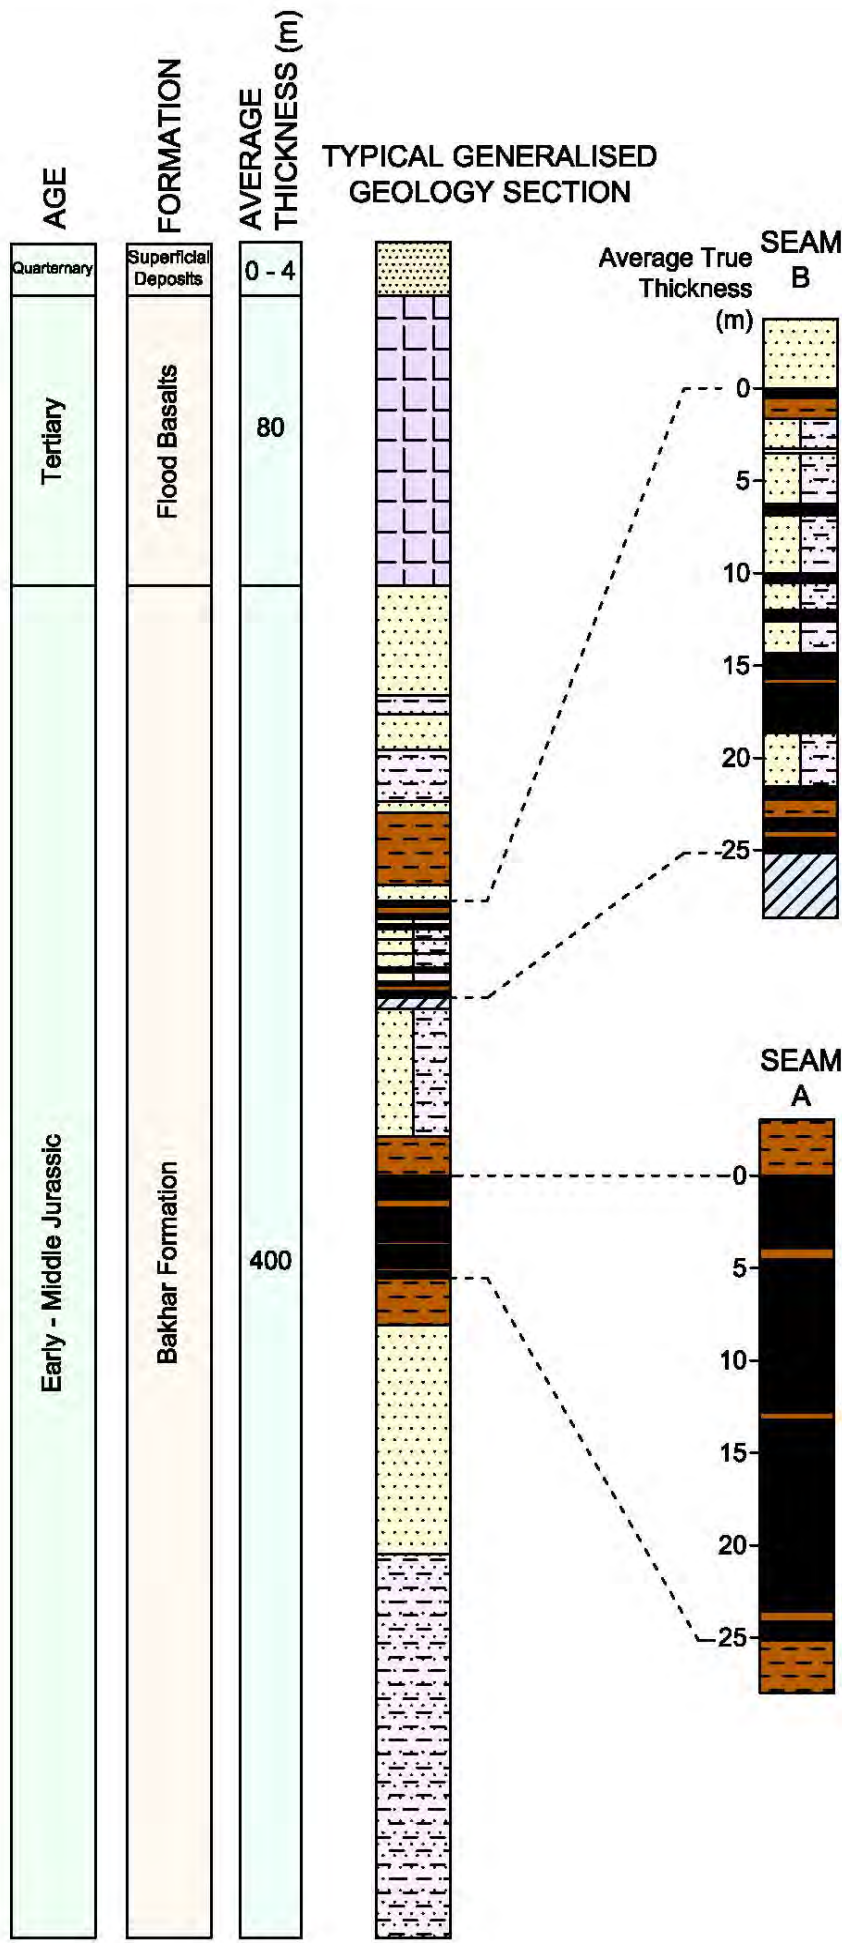 AGE
FORMATION
AVERAGE
THICKNESS (m)
TYPICAL GENERALISED
GEOLOGY SECTION
Quarternary
Superficial
Deposits
0 - 4
Tertiary
Flood Basalts
80
Early - Middle Jurassic
Bakhar Formation
400
Average True
Thickness
(m)
SEAM
B
0
5
10
15
20
25
SEAM
A
0
5
10
15
20
25